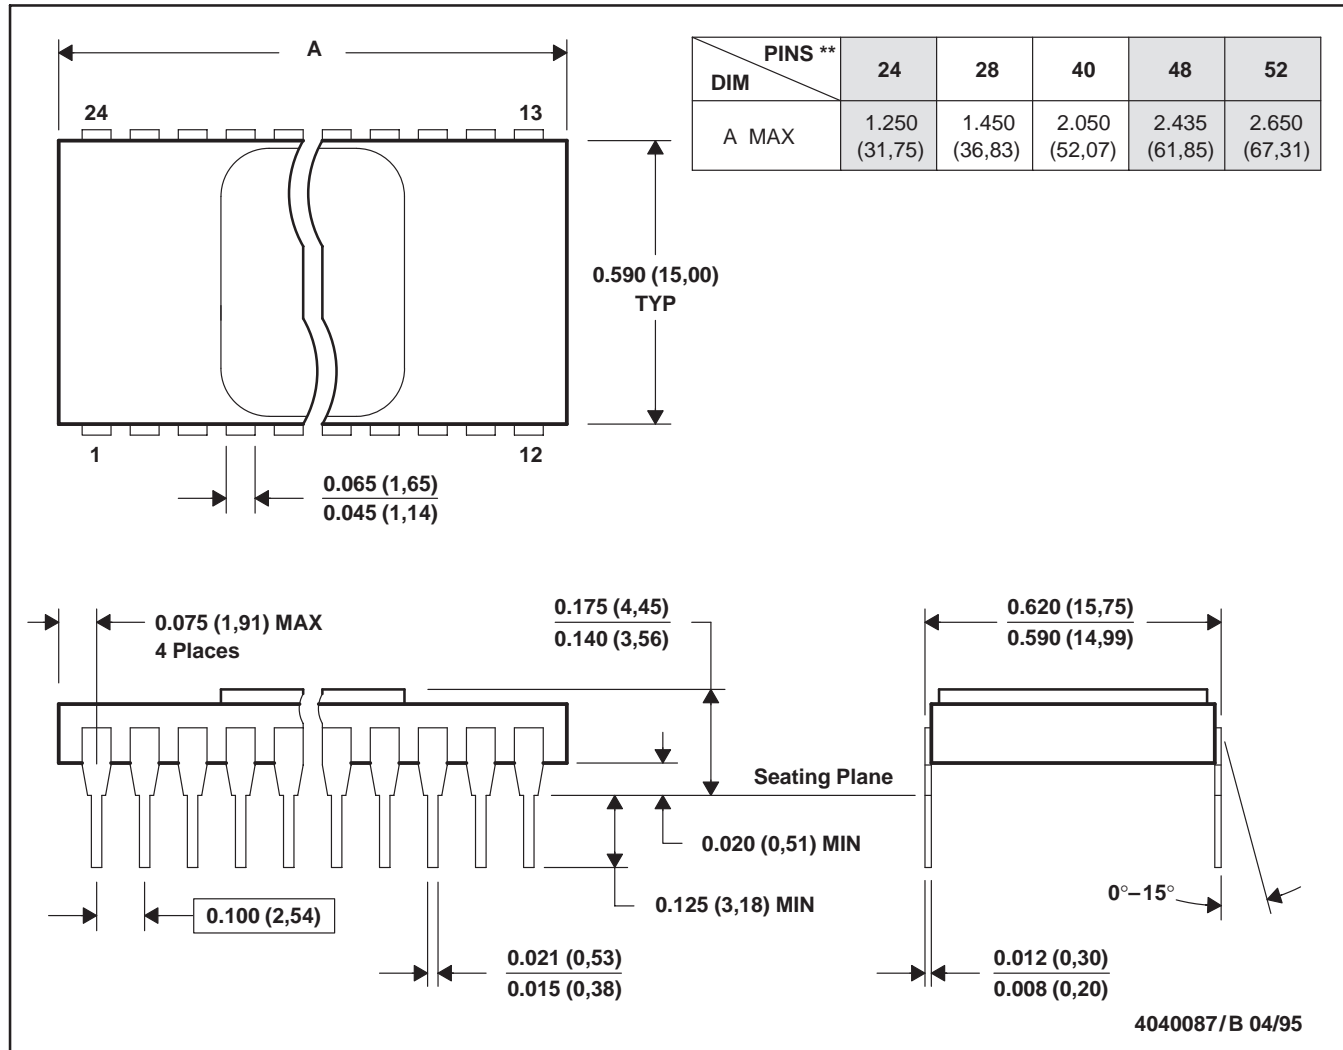 A
PINS **
DIM
24
28
40
48
52
A MAX
1.250
(31,75)
1.450
(36,83)
2.050
(52,07)
2.435
(61,85)
2.650
(67,31)
24
13
0.590 (15,00)
TYP
1
12
0.065 (1,65)
0.045 (1,14)
0.075 (1,91) MAX
4 Places
0.175 (4,45)
0.140 (3,56)
0.620 (15,75)
0.590 (14,99)
Seating Plane
0.020 (0,51) MIN
0.125 (3,18) MIN
0.100 (2,54)
0°–15°
0.021 (0,53)
0.015 (0,38)
0.012 (0,30)
0.008 (0,20)
4040087/B 04/95